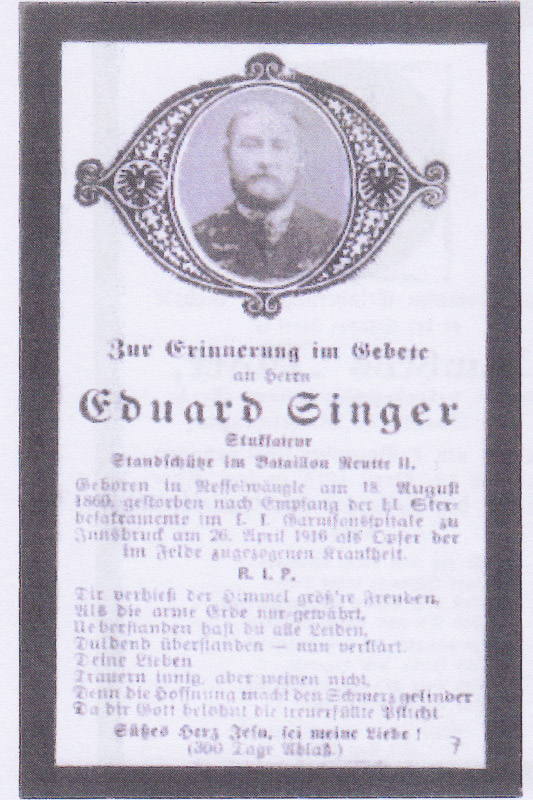 Zur Erinnerung im Gebete
an Herrn
Eduard Singer
Stukkateur
Standschütze im Bataillon Reutte II.
Geboren in Nesselwängle am 18. August
1860, gestorben nach Empfang der hl. Ster-
besakramente im k. k. Garnisonsspitale zu
Innsbruck am 26. April 1916 als Opfer der
im Felde zugezogenen Krankheit.
R. I. P.
Dir verhieß der Himmel größ're Freuden,
Als die arme Erde nur gewährt,
Ueberstanden hast du alle Leiden,
Duldend überstanden — nun verklärt.
Deine Lieben
Trauern innig, aber weinen nicht,
Denn die Hoffnung macht den Schmerz gelinder
Da dir Gott belohnt die treuerfüllte Pflicht
Süßes Herz Jesu, sei meine Liebe!
(300 Tage Ablaß.)
7